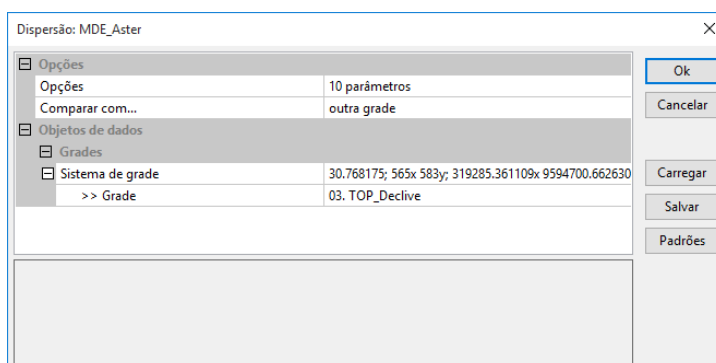 Dispersão: MDE_Aster
Opções
Opções 10 parâmetros
Comparar com... outra grade
Objetos de dados
Grades
Sistema de grade 30.768175; 565x 583y; 319285.361109x 9594700.662630
>> Grade 03. TOP_Declive
Ok
Cancelar
Carregar
Salvar
Padrões